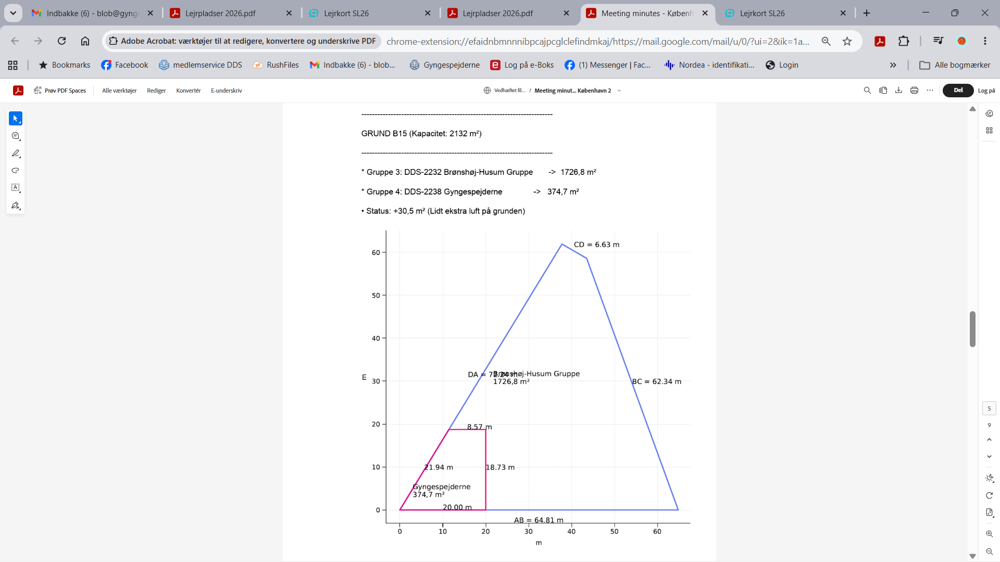 Indbakke (6) - blob@gynge
Lejrpladser 2026.pdf
Lejrkort SL26
Lejrpladser 2026.pdf
Meeting minutes - Københ
Lejrkort SL26
Adobe Acrobat: værktøjer til at redigere, konvertere og underskrive PDF
chrome-extension://efaidnbmnnnibpcajpcglclefindmkaj/https://mail.google.com/mail/u/0/?ui=2&ik=1a...
Bookmarks
Facebook
medlemservice DDS
RushFiles
Indbakke (6) - blob...
Gyngespejderne
Log på e-Boks
(1) Messenger | Fac...
Nordea - identifikati...
Login
»
Alle bogmærker
Prøv PDF Spaces
Alle værktøjer
Rediger
Konvertér
E-underskriv
Vedhæftet fil... / Meeting minut... København 2
Del
Log på
--------------------------------------------------------------------------
GRUND B15 (Kapacitet: 2132 m²)
--------------------------------------------------------------------------
* Gruppe 3: DDS-2232 Brønshøj-Husum Gruppe -> 1726,8 m²
* Gruppe 4: DDS-2238 Gyngespejderne -> 374,7 m²
• Status: +30,5 m² (Lidt ekstra luft på grunden)
CD = 6.63 m
60
50
40
DA =
Brønshøj-Husum Gruppe
1726,8 m²
BC = 62.34 m
m
30
20
8.57 m
10
21.94 m
18.73 m
Gyngespejderne
374,7 m²
20.00 m
0
AB = 64.81 m
0 10 20 30 40 50 60
m
5
9